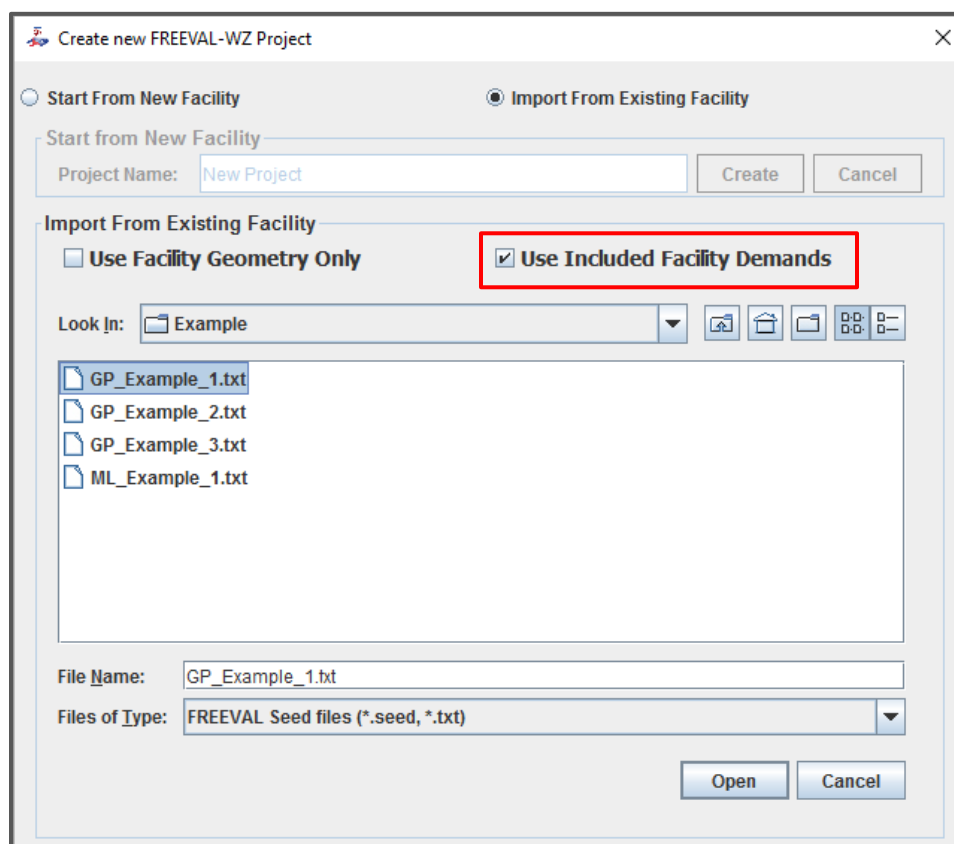 Create new FREEVAL-WZ Project
Start From New Facility Import From Existing Facility
Start from New Facility
Project Name: New Project Create Cancel
Import From Existing Facility
Use Facility Geometry Only Use Included Facility Demands
Look In: Example
GP_Example_1.txt
GP_Example_2.txt
GP_Example_3.txt
ML_Example_1.txt
File Name: GP_Example_1.txt
Files of Type: FREEVAL Seed files (*.seed, *.txt)
Open Cancel